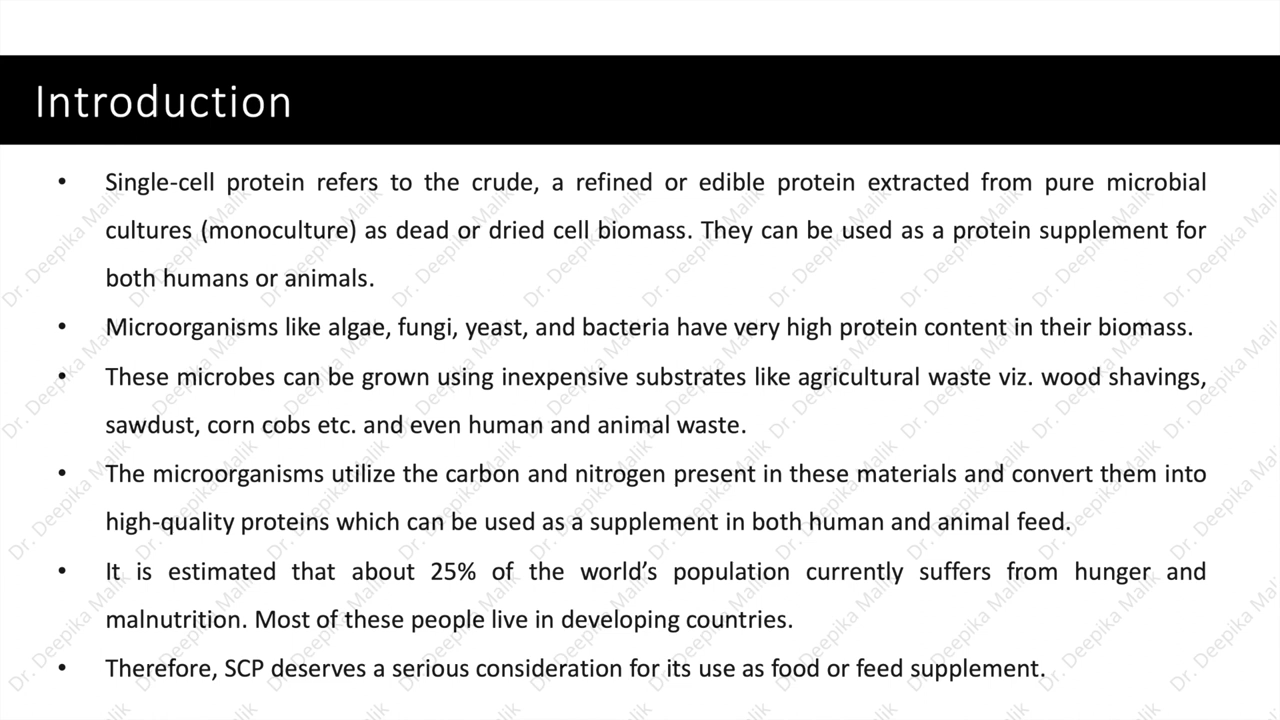 Introduction
• Single-cell protein refers to the crude, a refined or edible protein extracted from pure microbial
cultures (monoculture) as dead or dried cell biomass. They can be used as a protein supplement for
both humans or animals.
• Microorganisms like algae, fungi, yeast, and bacteria have very high protein content in their biomass.
• These microbes can be grown using inexpensive substrates like agricultural waste viz. wood shavings,
sawdust, corn cobs etc. and even human and animal waste.
• The microorganisms utilize the carbon and nitrogen present in these materials and convert them into
high-quality proteins which can be used as a supplement in both human and animal feed.
• It is estimated that about 25% of the world’s population currently suffers from hunger and
malnutrition. Most of these people live in developing countries.
• Therefore, SCP deserves a serious consideration for its use as food or feed supplement.
Dr. Deepika Malik